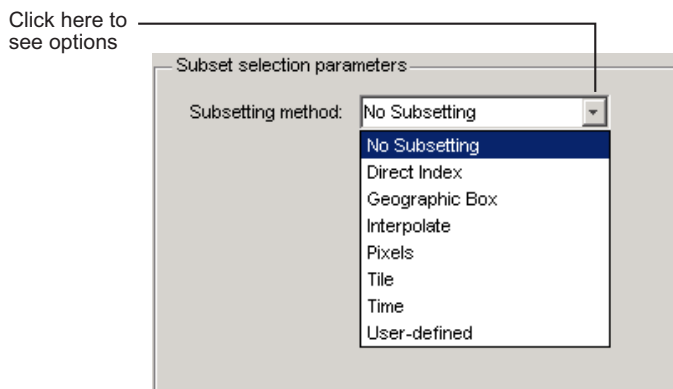 Click here to
see options
Subset selection parameters
Subsetting method: No Subsetting
No Subsetting
Direct Index
Geographic Box
Interpolate
Pixels
Tile
Time
User-defined